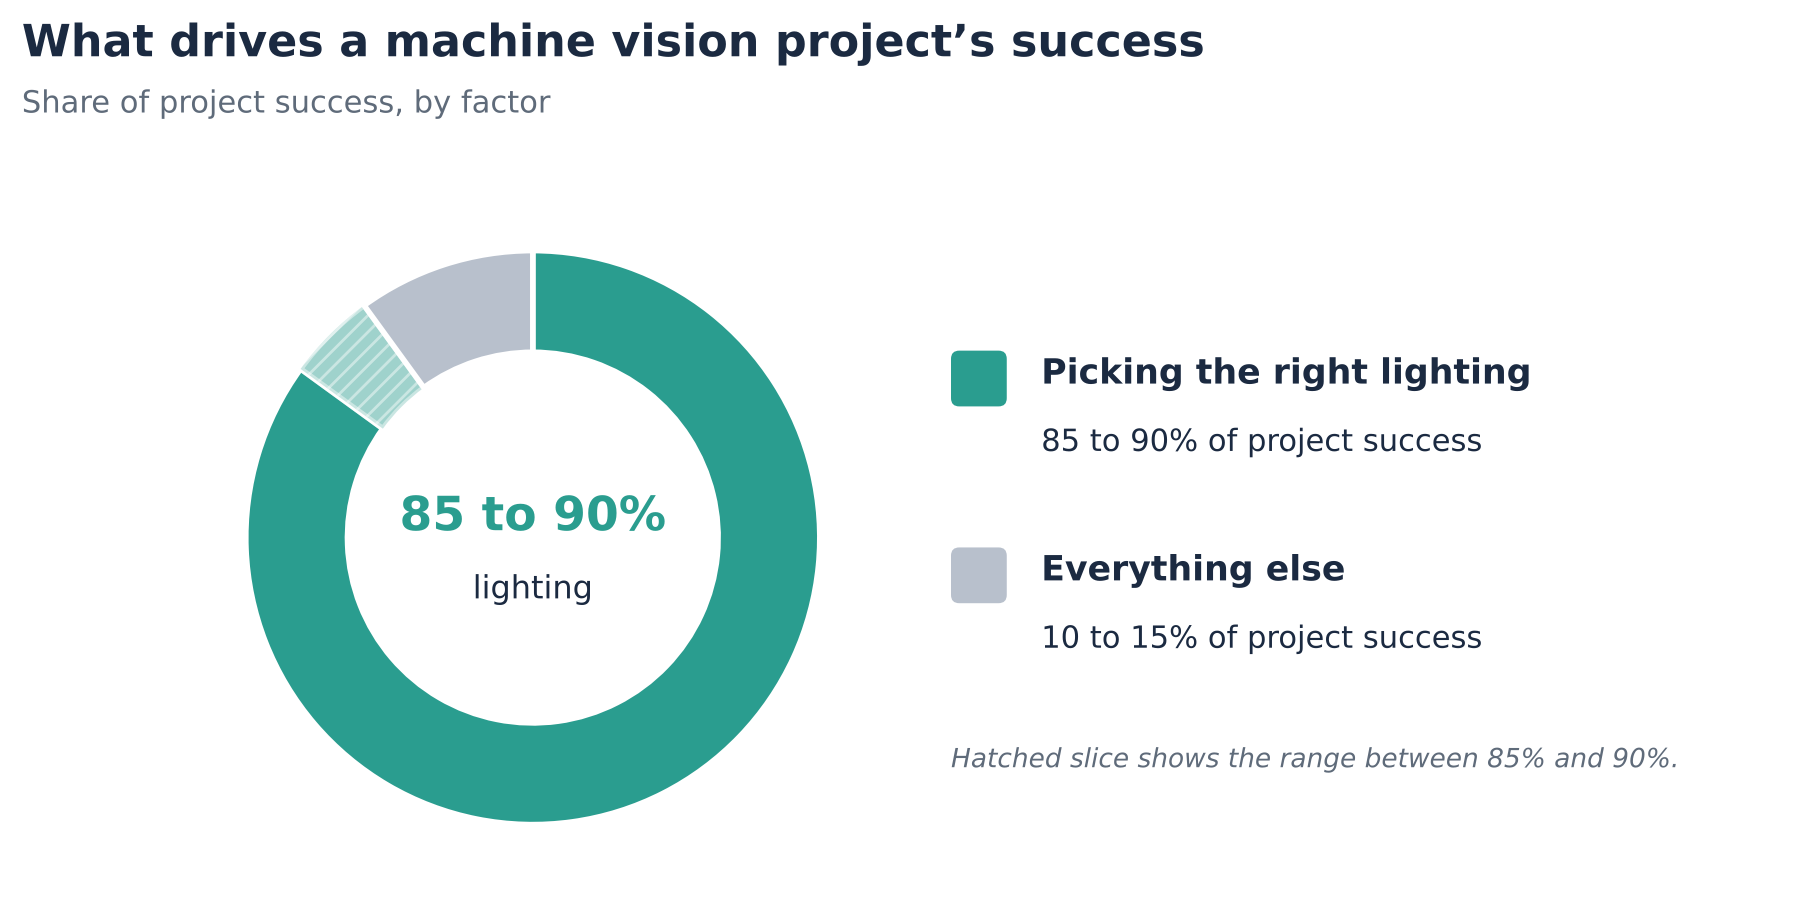 What drives a machine vision project’s success
Share of project success, by factor
85 to 90%
lighting
Picking the right lighting
85 to 90% of project success
Everything else
10 to 15% of project success
Hatched slice shows the range between 85% and 90%.